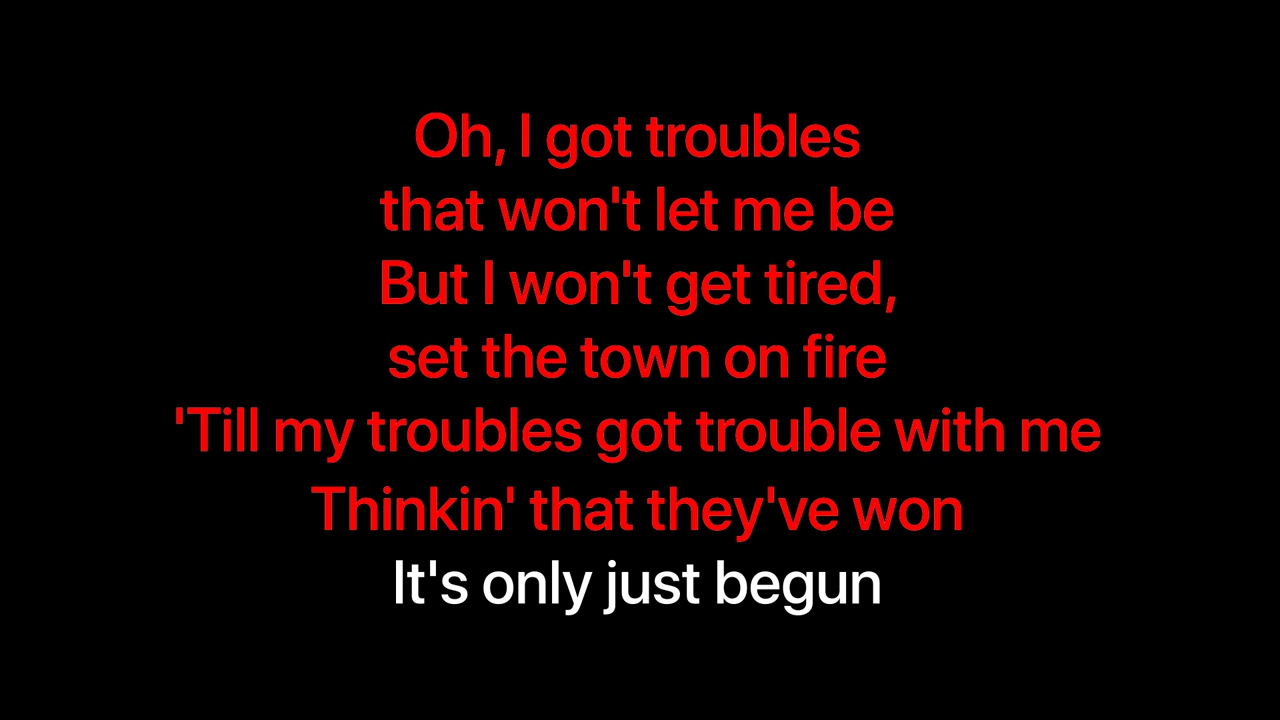 Oh, I got troubles
that won't let me be
But I won't get tired,
set the town on fire
'Till my troubles got trouble with me
Thinkin' that they've won
It's only just begun